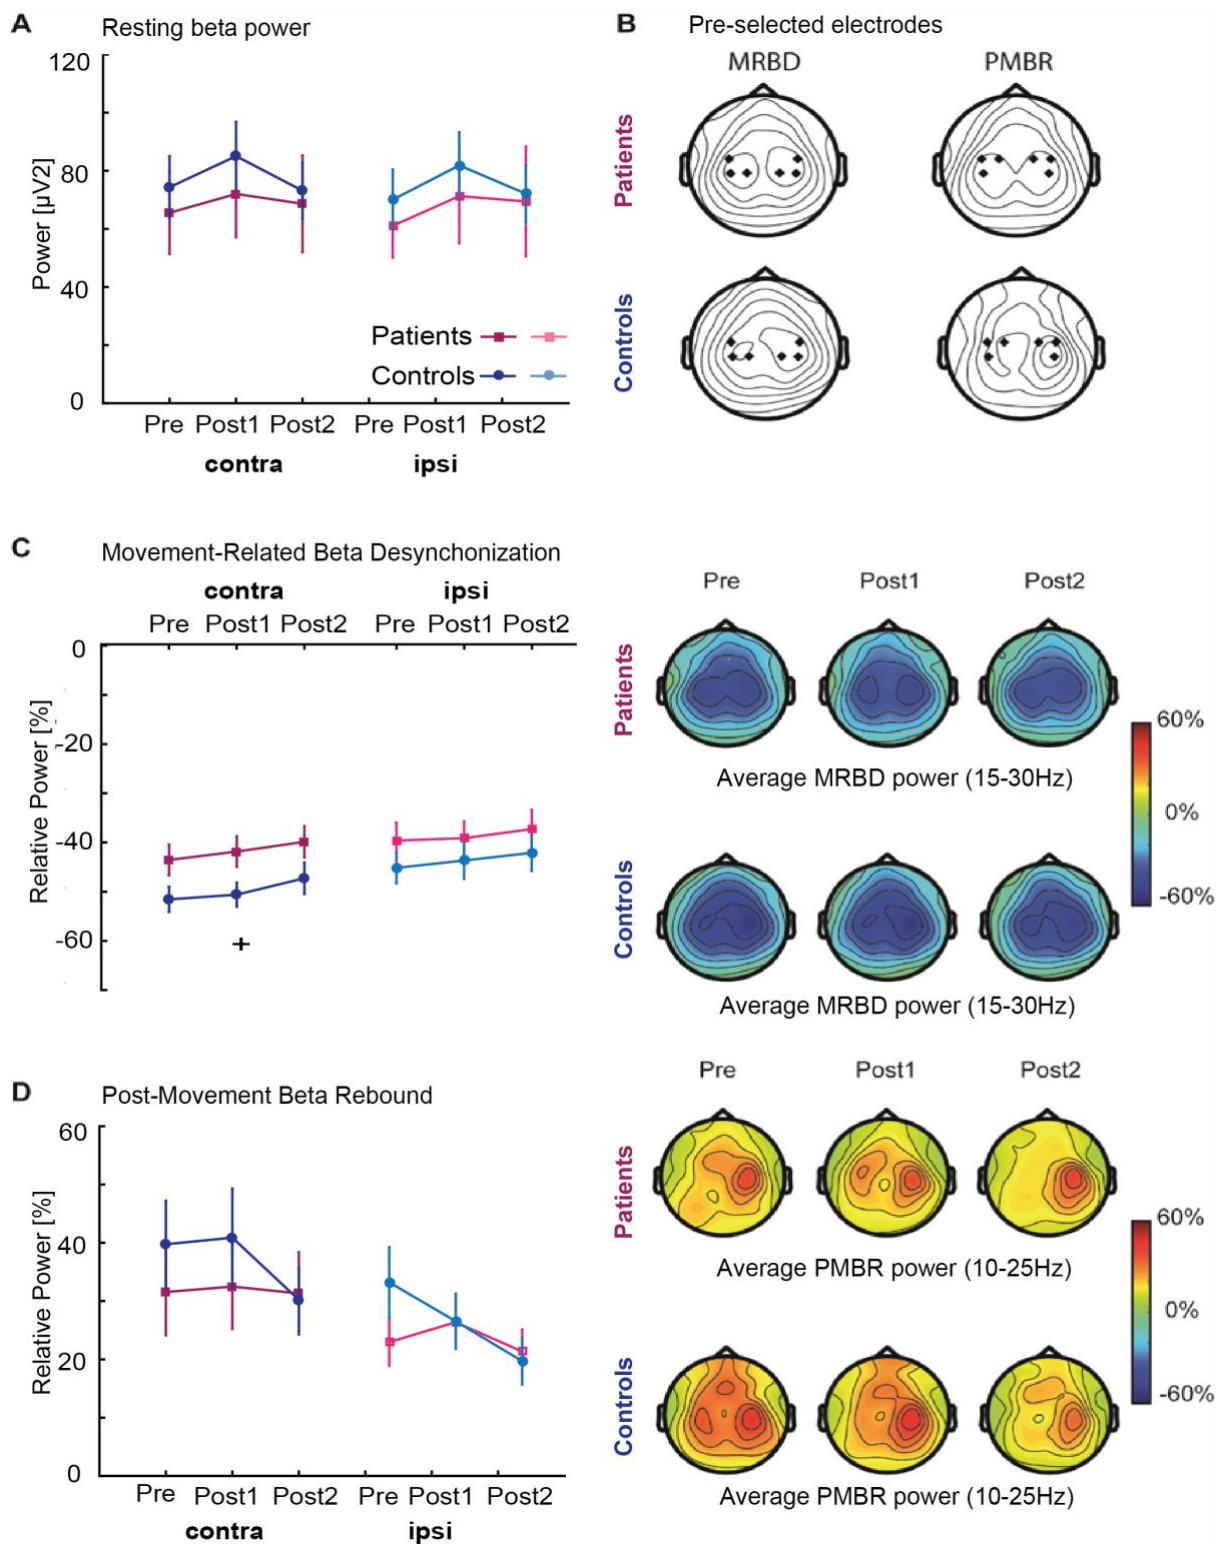 A Resting beta power
120
80
40
0
Power [µV2]
Patients
Controls
Pre Post1 Post2 Pre Post1 Post2
contra ipsi
B Pre-selected electrodes
MRBD PMBR
Patients
Controls
C Movement-Related Beta Desynchonization
contra ipsi
Pre Post1 Post2 Pre Post1 Post2
0
-20
-40
-60
Relative Power [%]
+
Pre Post1 Post2
Patients
Average MRBD power (15-30Hz)
Controls
Average MRBD power (15-30Hz)
60%
0%
-60%
D Post-Movement Beta Rebound
60
40
20
0
Relative Power [%]
Pre Post1 Post2 Pre Post1 Post2
contra ipsi
Pre Post1 Post2
Patients
Average PMBR power (10-25Hz)
Controls
Average PMBR power (10-25Hz)
60%
0%
-60%